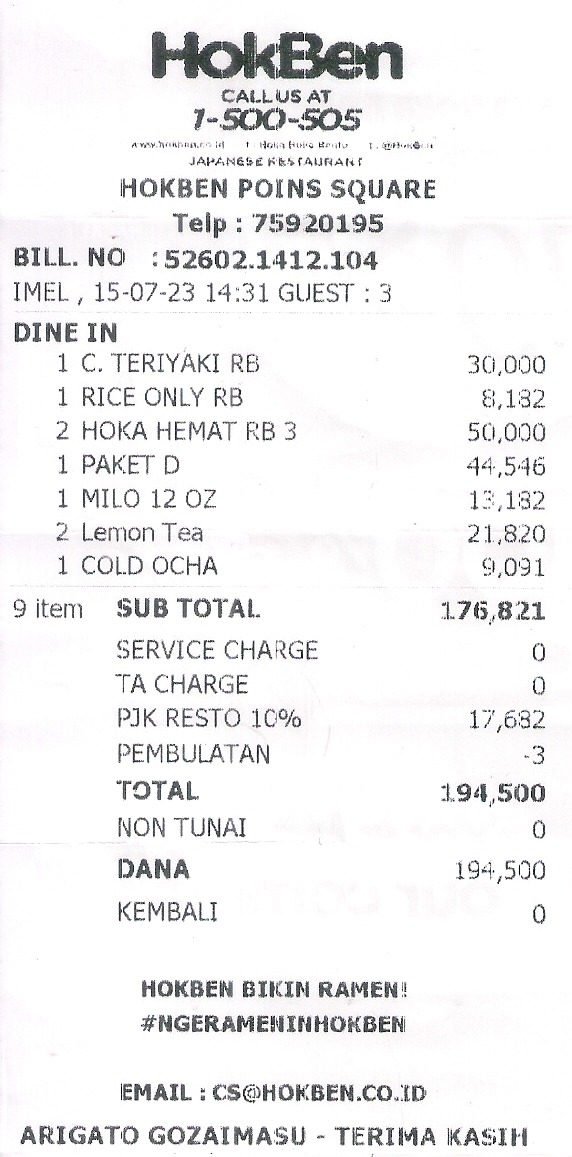 HokBen
CALL US AT
1-500-505
www.hokben.co.id f : Hoka Hoka Bento t : @HokBen
JAPANESE RESTAURANT
HOKBEN POINS SQUARE
Telp : 75920195
BILL. NO : 52602.1412.104
IMEL , 15-07-23 14:31 GUEST : 3
DINE IN
1 C. TERIYAKI RB 30,000
1 RICE ONLY RB 8,182
2 HOKA HEMAT RB 3 50,000
1 PAKET D 44,546
1 MILO 12 OZ 13,182
2 Lemon Tea 21,820
1 COLD OCHA 9,091
9 item SUB TOTAL 176,821
SERVICE CHARGE 0
TA CHARGE 0
PJK RESTO 10% 17,682
PEMBULATAN -3
TOTAL 194,500
NON TUNAI 0
DANA 194,500
KEMBALI 0
HOKBEN BIKIN RAMEN!
#NGERAMENINHOKBEN
EMAIL : CS@HOKBEN.CO.ID
ARIGATO GOZAIMASU - TERIMA KASIH